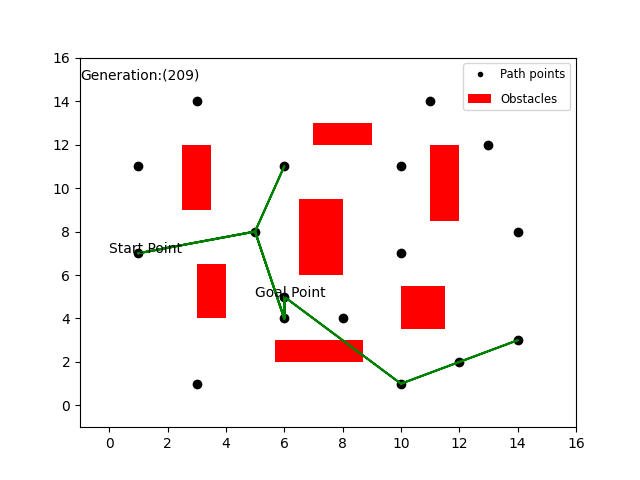 Generation:(209)
Path points
Obstacles
Start Point
Goal Point
16
14
12
10
8
6
4
2
0
0 2 4 6 8 10 12 14 16